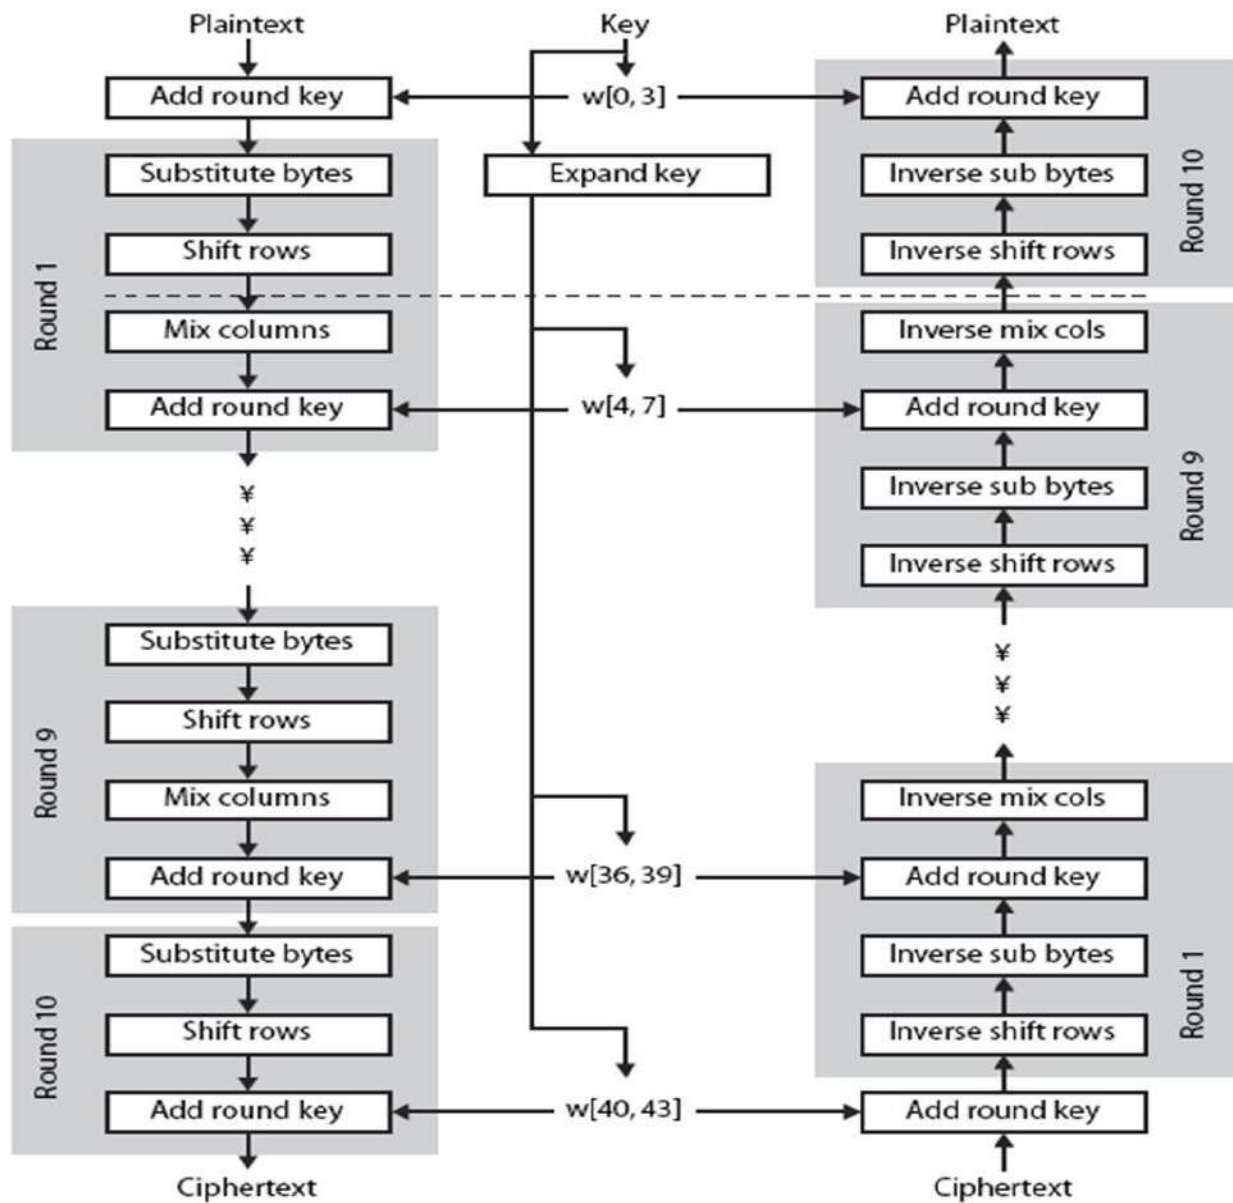 Plaintext
Add round key
Round 1
Substitute bytes
Shift rows
Mix columns
Add round key
¥
¥
¥
Round 9
Substitute bytes
Shift rows
Mix columns
Add round key
Round 10
Substitute bytes
Shift rows
Add round key
Ciphertext
Key
w[0, 3]
Expand key
w[4, 7]
w[36, 39]
w[40, 43]
Plaintext
Add round key
Inverse sub bytes
Inverse shift rows
Round 10
Inverse mix cols
Add round key
Inverse sub bytes
Inverse shift rows
Round 9
¥
¥
¥
Inverse mix cols
Add round key
Inverse sub bytes
Inverse shift rows
Round 1
Add round key
Ciphertext